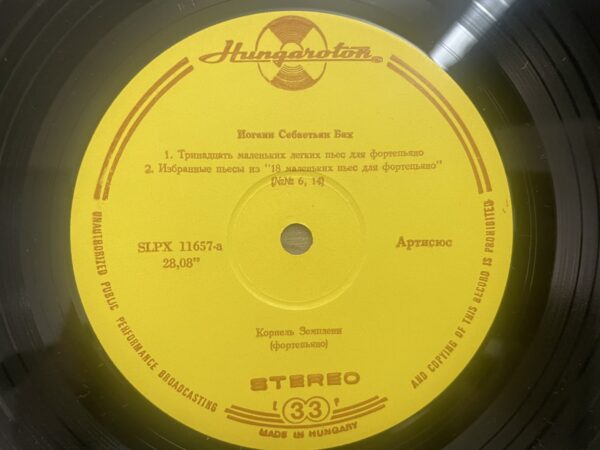 Hungaroton®
Иоганн Себастьян Бах
1. Тринадцать маленьких легких пьес для фортепьяно
2. Избранные пьесы из "18 маленьких пьес для фортепьяно"
(№№ 6, 14)
SLPX 11657-a
28,08"
Артисюс
КорнельЗемплени
(фортепьяно)
STEREO
33
MADE IN HUNGARY
UNAUTHORIZED PUBLIC PERFORMANCE BROADCASTING
AND COPYING OF THIS RECORD IS PROHIBITED